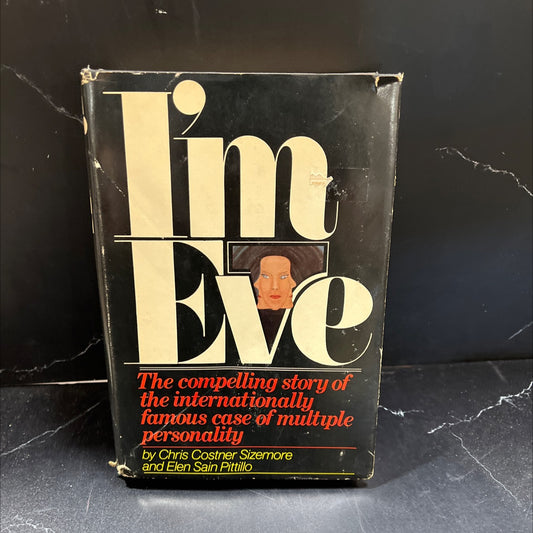 I'm
Eve
The compelling story of
the internationally
famous case of multiple
personality
by Chris Costner Sizemore
and Elen Sain Pittillo